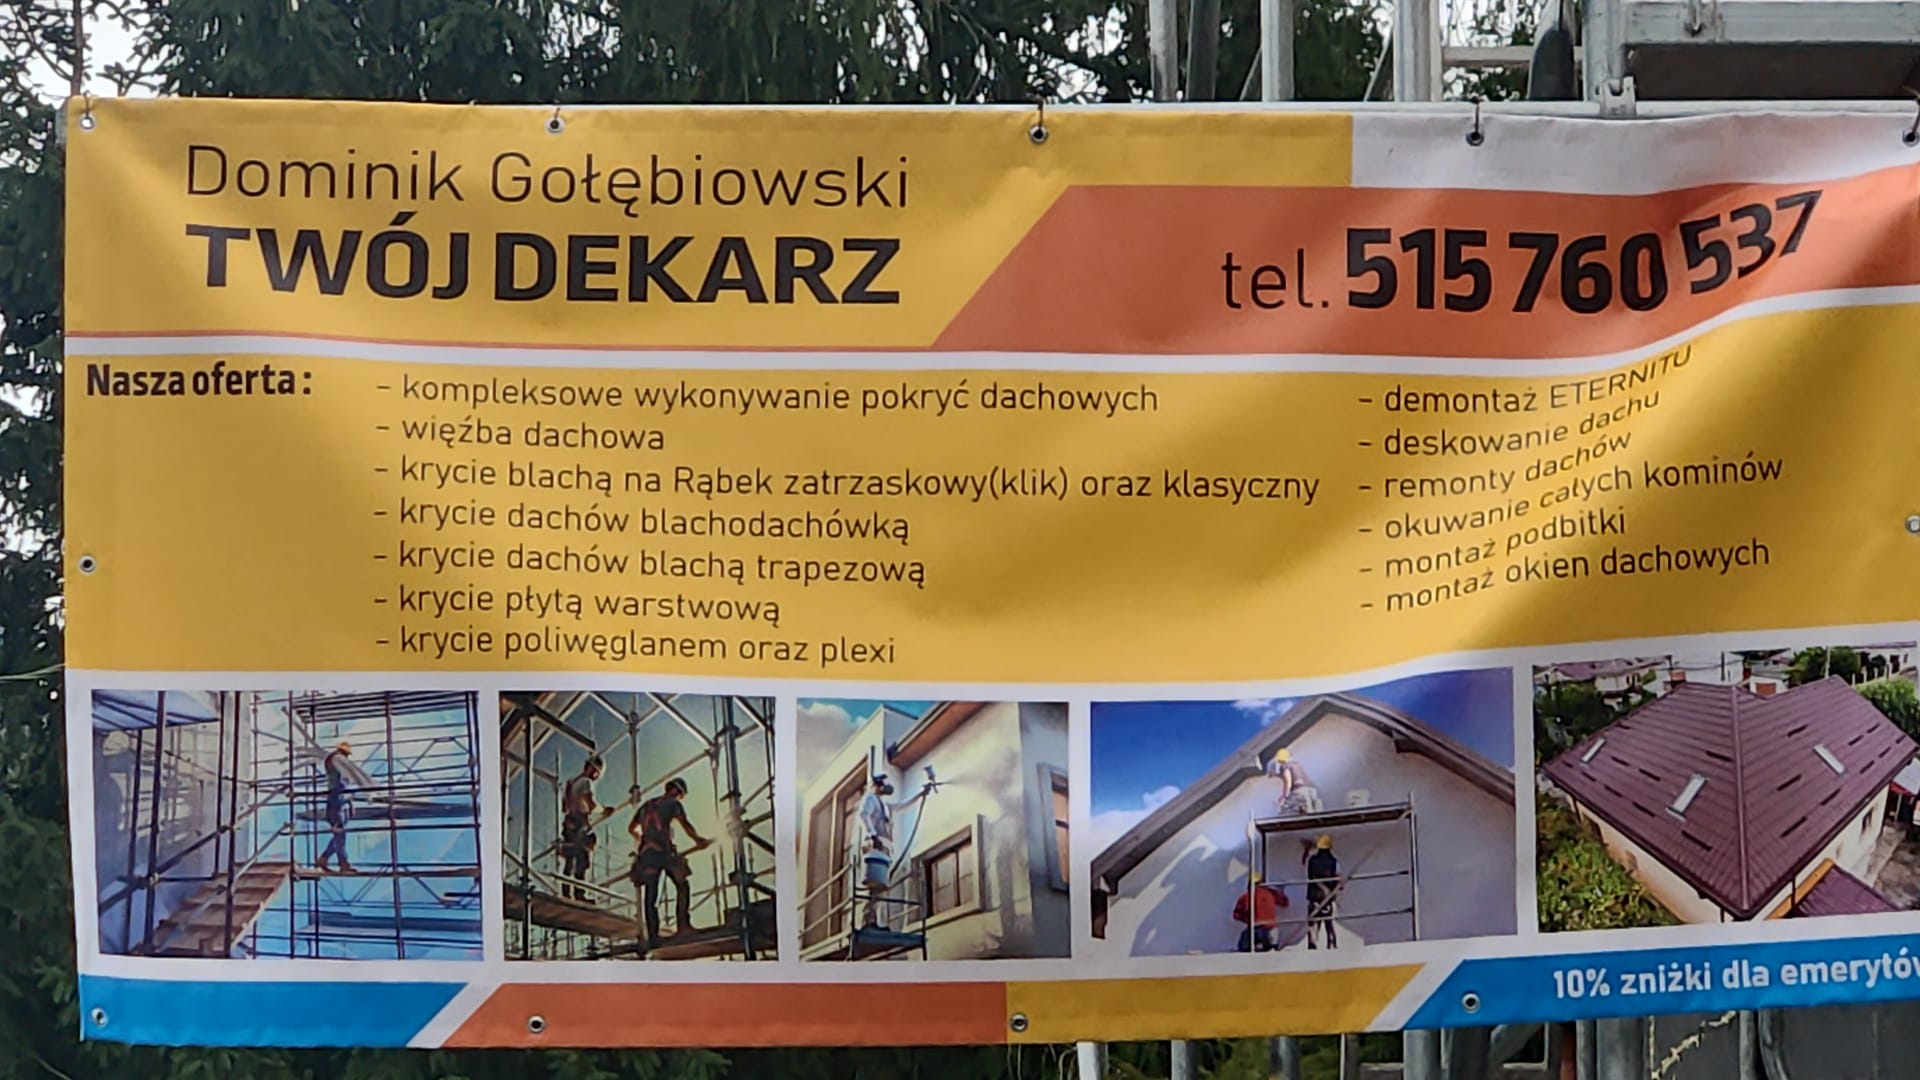 Dominik Gołębiowski
TWÓJ DEKARZ
tel. 515 760 537
Nasza oferta:
- kompleksowe wykonywanie pokryć dachowych
- więźba dachowa
- krycie blachą na Rąbek zatrzaskowy(klik) oraz klasyczny
- krycie dachów blachodachówką
- krycie dachów blachą trapezową
- krycie płytą warstwową
- krycie poliwęglanem oraz plexi
- demontaż ETERNITU
- deskowanie dachu
- remonty dachów
- okuwanie całych kominów
- montaż podbitki
- montaż okien dachowych
10% zniżki dla emerytów